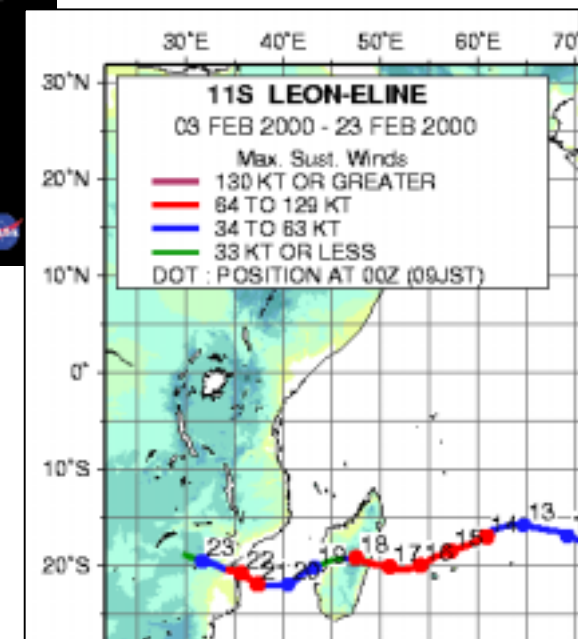 30°E 40°E 50°E 60°E 70
30°N
11S LEON-ELINE
03 FEB 2000 - 23 FEB 2000
Max. Sust. Winds
130 KT OR GREATER
64 TO 129 KT
34 TO 63 KT
33 KT OR LESS
DOT : POSITION AT 00Z (09JST)
20°N
10°N
0°
10°S
20°S
23 22 21 20 19 18 17 16 15 14 13